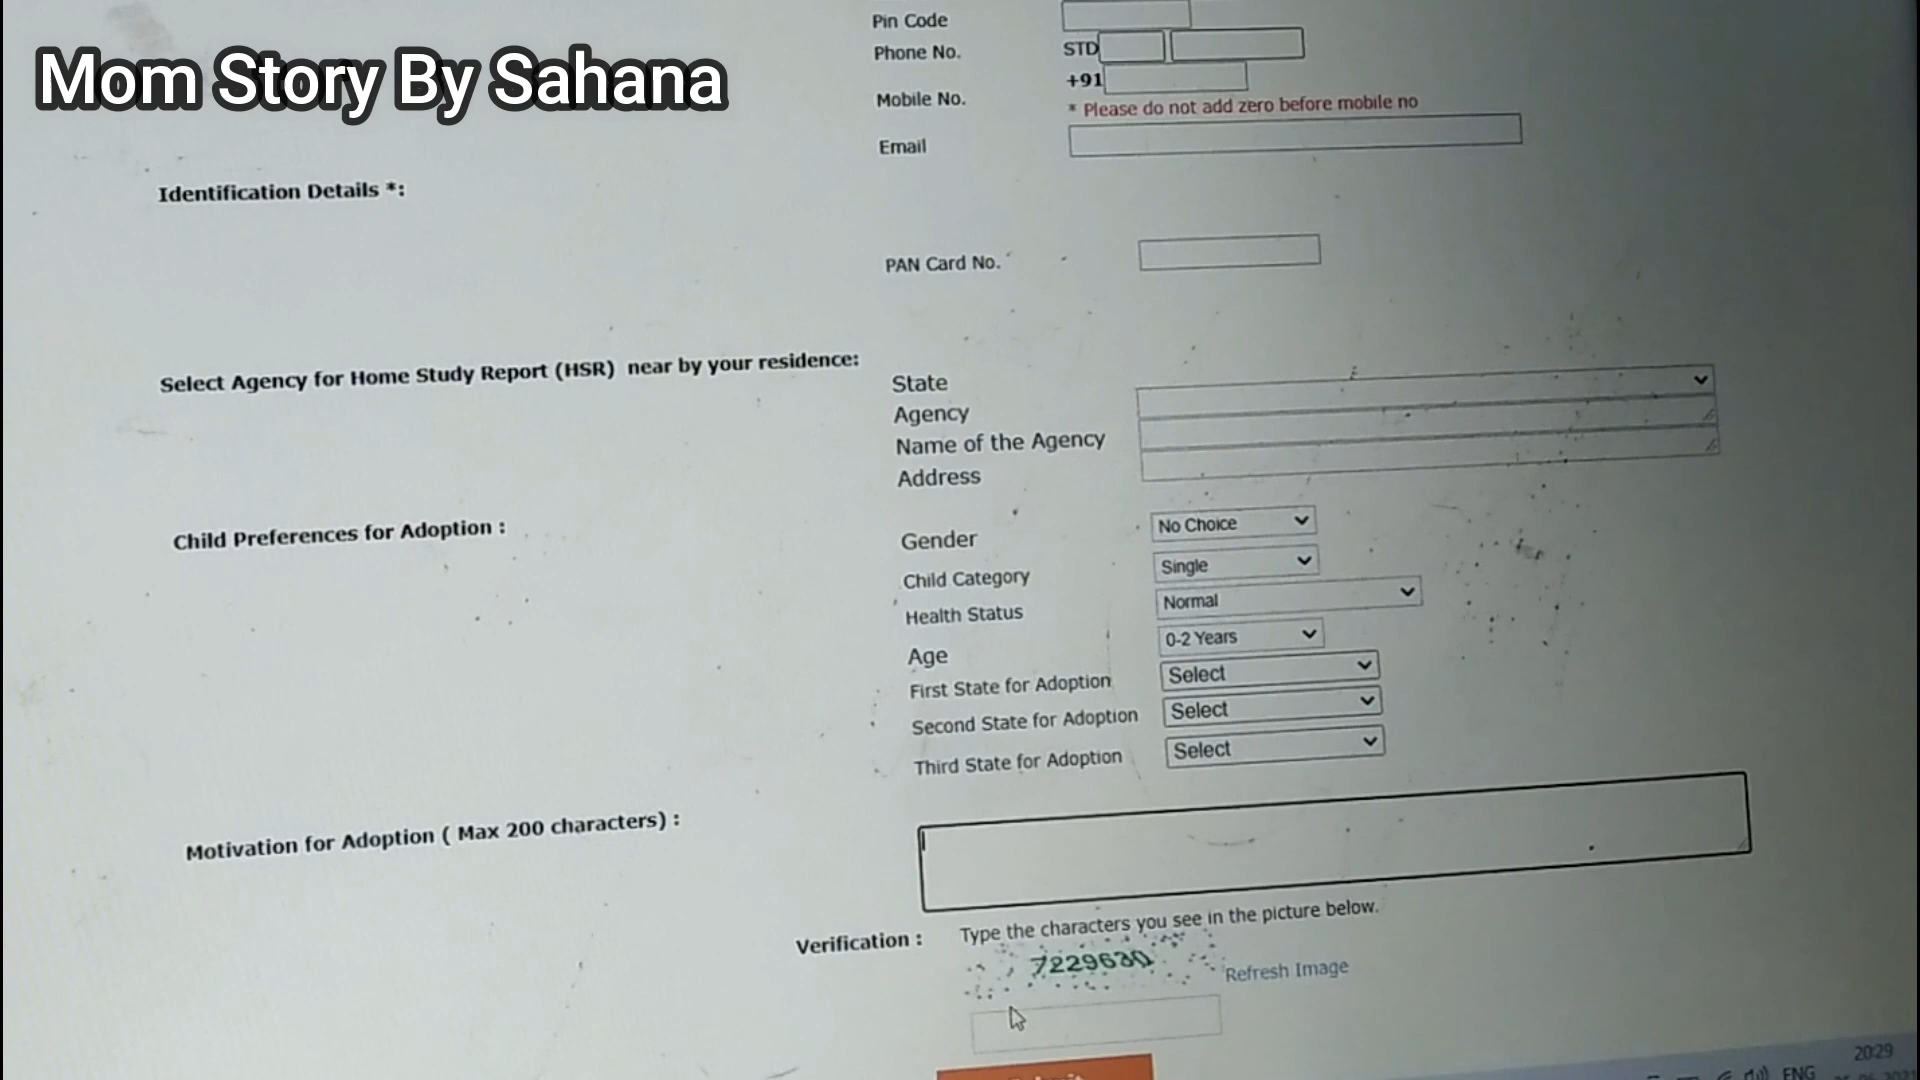 Mom Story By Sahana
Pin Code
Phone No. STD
+91
Mobile No.
* Please do not add zero before mobile no
Email
Identification Details *:
PAN Card No.
Select Agency for Home Study Report (HSR) near by your residence:
State
Agency
Name of the Agency
Address
Child Preferences for Adoption :
Gender No Choice
Child Category Single
Health Status Normal
Age 0-2 Years
First State for Adoption Select
Second State for Adoption Select
Third State for Adoption Select
Motivation for Adoption ( Max 200 characters) :
Verification : Type the characters you see in the picture below.
7229630
Refresh Image
20:29
ENG